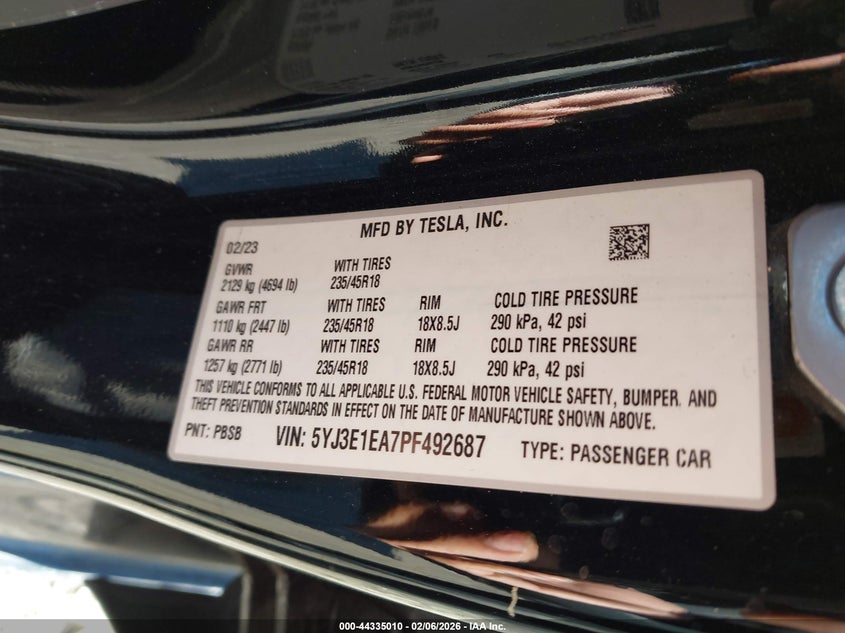 MFD BY TESLA, INC.
02/23
GVWR WITH TIRES
2129 kg (4694 lb) 235/45R18
GAWR FRT WITH TIRES RIM COLD TIRE PRESSURE
1110 kg (2447 lb) 235/45R18 18X8.5J 290 kPa, 42 psi
GAWR RR WITH TIRES RIM COLD TIRE PRESSURE
1257 kg (2771 lb) 235/45R18 18X8.5J 290 kPa, 42 psi
THIS VEHICLE CONFORMS TO ALL APPLICABLE U.S. FEDERAL MOTOR VEHICLE SAFETY, BUMPER, AND
THEFT PREVENTION STANDARDS IN EFFECT ON THE DATE OF MANUFACTURE SHOWN ABOVE.
PNT: PBSB VIN: 5YJ3E1EA7PF492687 TYPE: PASSENGER CAR
000-44335010 - 02/06/2026 - IAA Inc.